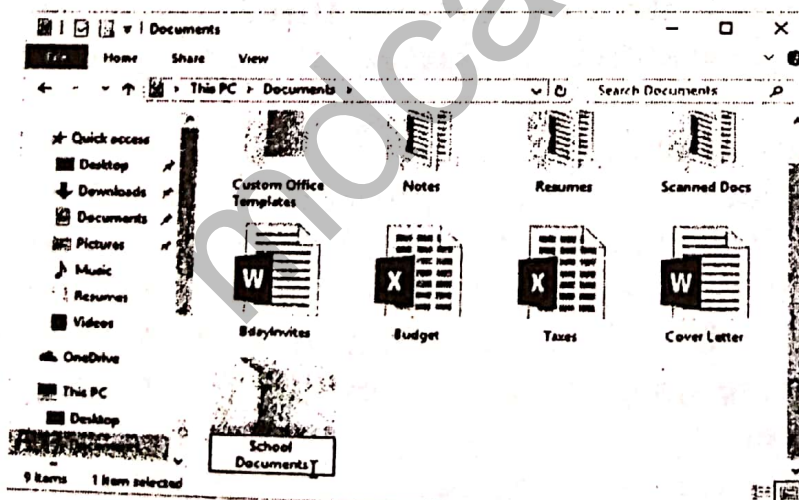 Documents
File Home Share View
This PC Documents Search Documents
Quick access
Desktop
Downloads
Documents
Pictures
Music
Resumes
Videos
OneDrive
This PC
Desktop
Custom Office Templates
Notes
Resumes
Scanned Docs
W
X
X
W
BdayInvites
Budget
Taxes
Cover Letter
School
Documents
9 items 1 item selected
mdca